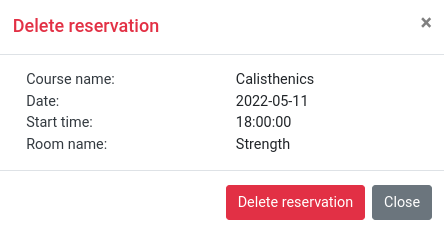 Delete reservation ×
Course name: Calisthenics
Date: 2022-05-11
Start time: 18:00:00
Room name: Strength
Delete reservation Close